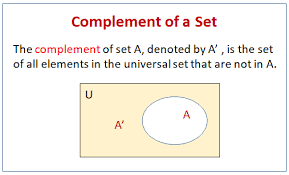 Complement of a Set
The complement of set A, denoted by A' , is the set
of all elements in the universal set that are not in A.
U
A
A'